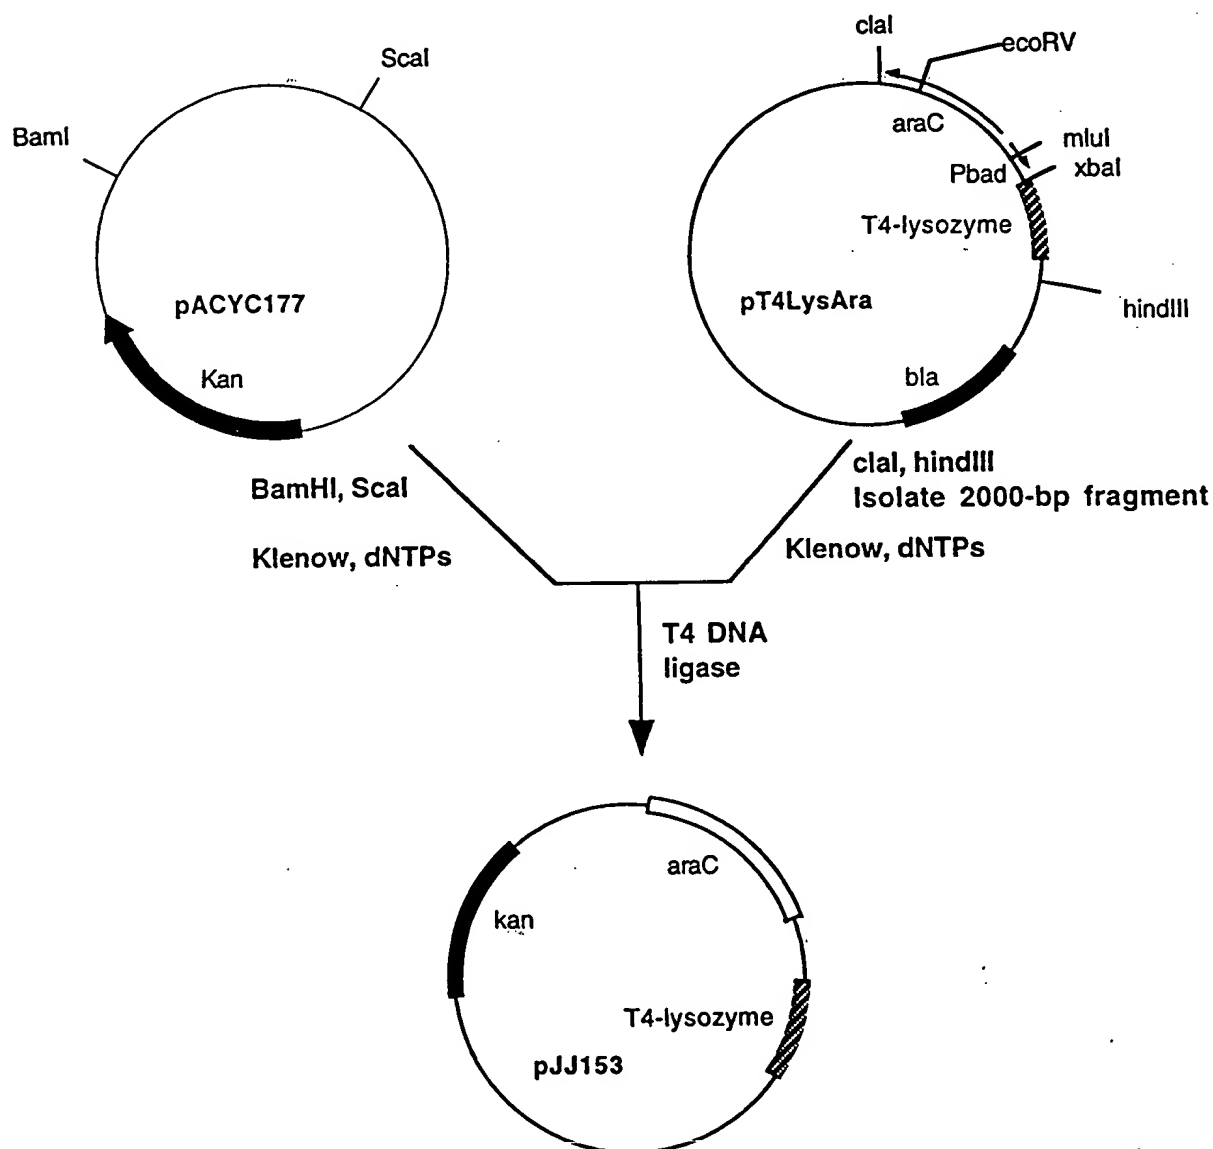 claI
ecoRV
ScaI
BamI
araC
mluI
Pbad
xbaI
T4-lysozyme
pACYC177
pT4LysAra
hindIII
Kan
bla
BamHI, ScaI
claI, hindIII
Isolate 2000-bp fragment
Klenow, dNTPs
Klenow, dNTPs
T4 DNA
ligase
araC
kan
T4-lysozyme
pJJ153